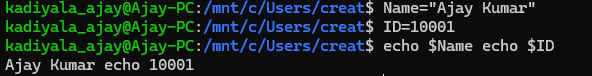 kadiyala_ajay@Ajay-PC:/mnt/c/Users/creat$ Name="Ajay Kumar"
kadiyala_ajay@Ajay-PC:/mnt/c/Users/creat$ ID=10001
kadiyala_ajay@Ajay-PC:/mnt/c/Users/creat$ echo $Name echo $ID
Ajay Kumar echo 10001